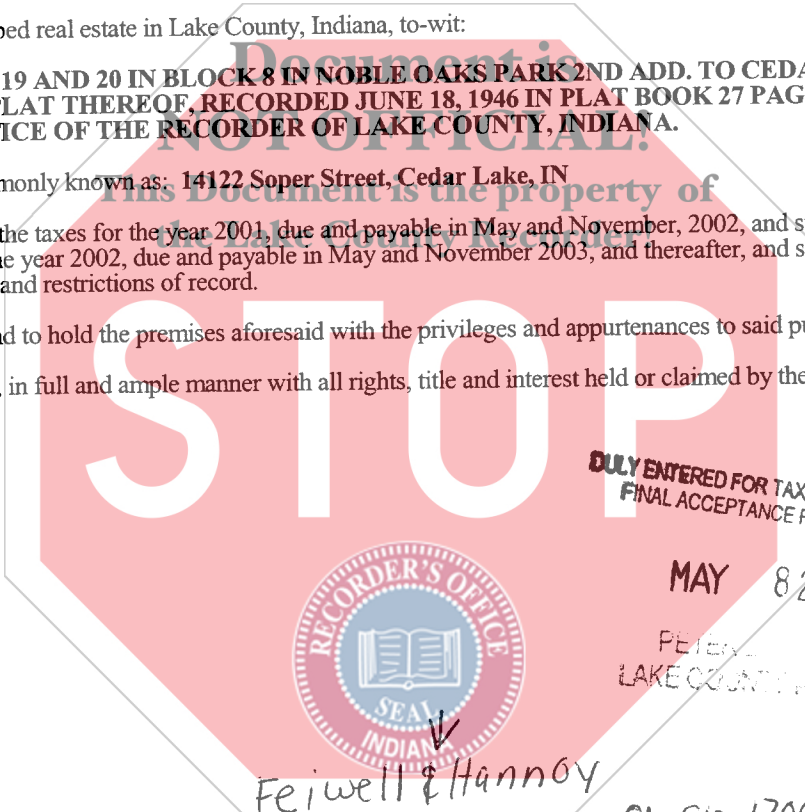 bed real estate in Lake County, Indiana, to-wit:
Document is
19 AND 20 IN BLOCK 8 IN NOBLE OAKS PARK 2ND ADD. TO CEDA
PLAT THEREOF, RECORDED JUNE 18, 1946 IN PLAT BOOK 27 PAG
ICE OF THE RECORDER OF LAKE COUNTY, INDIANA.
NOT OFFICIAL!
monly known as: 14122 Soper Street, Cedar Lake, IN
This Document is the property of
the taxes for the year 2001, due and payable in May and November, 2002, and s
the Lake County Recorder!
e year 2002, due and payable in May and November 2003, and thereafter, and s
and restrictions of record.
d to hold the premises aforesaid with the privileges and appurtenances to said pu
, in full and ample manner with all rights, title and interest held or claimed by the
STOP
DULY ENTERED FOR TAX
FINAL ACCEPTANCE F
MAY 82
PETER
LAKE COUNTY
RECORDER'S OFFICE
SEAL
INDIANA
Feiwell & Hannoy